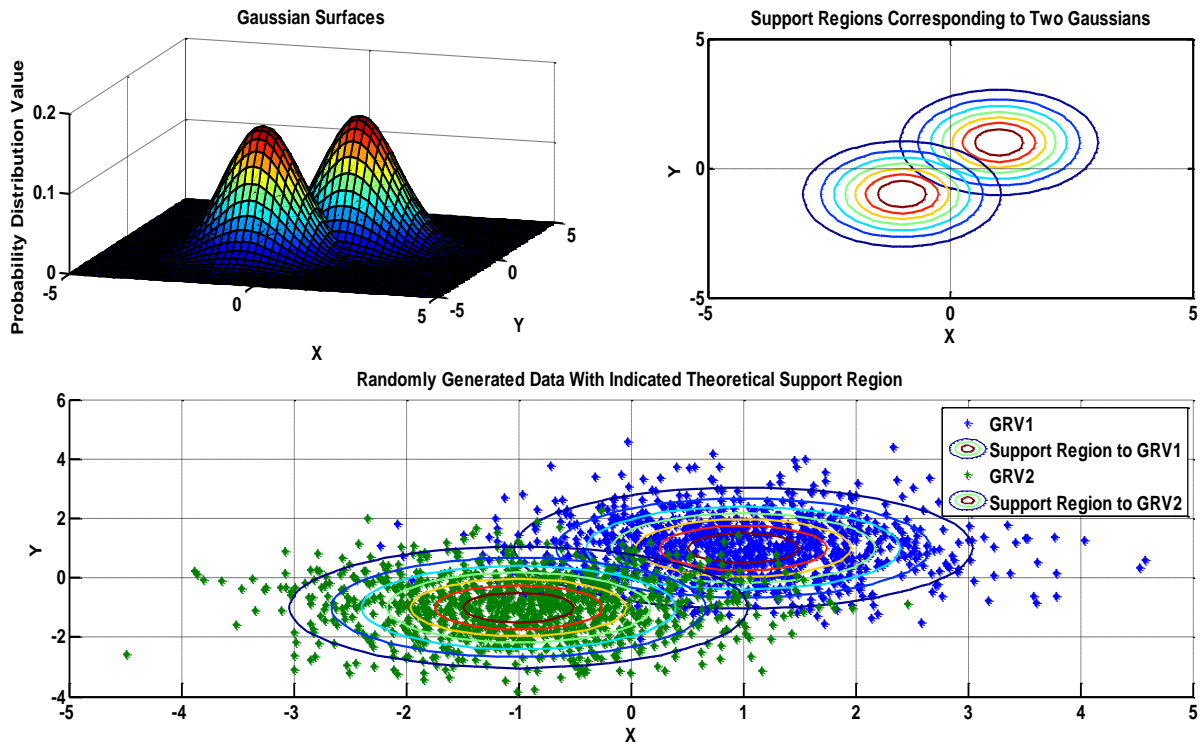 Gaussian Surfaces
Probability Distribution Value
0.2
0.1
0
-5
0
5
X
-5
0
5
Y
Support Regions Corresponding to Two Gaussians
5
0
-5
Y
-5
0
5
X
Randomly Generated Data With Indicated Theoretical Support Region
6
4
2
0
-2
-4
Y
-5
-4
-3
-2
-1
0
1
2
3
4
5
X
GRV1
Support Region to GRV1
GRV2
Support Region to GRV2